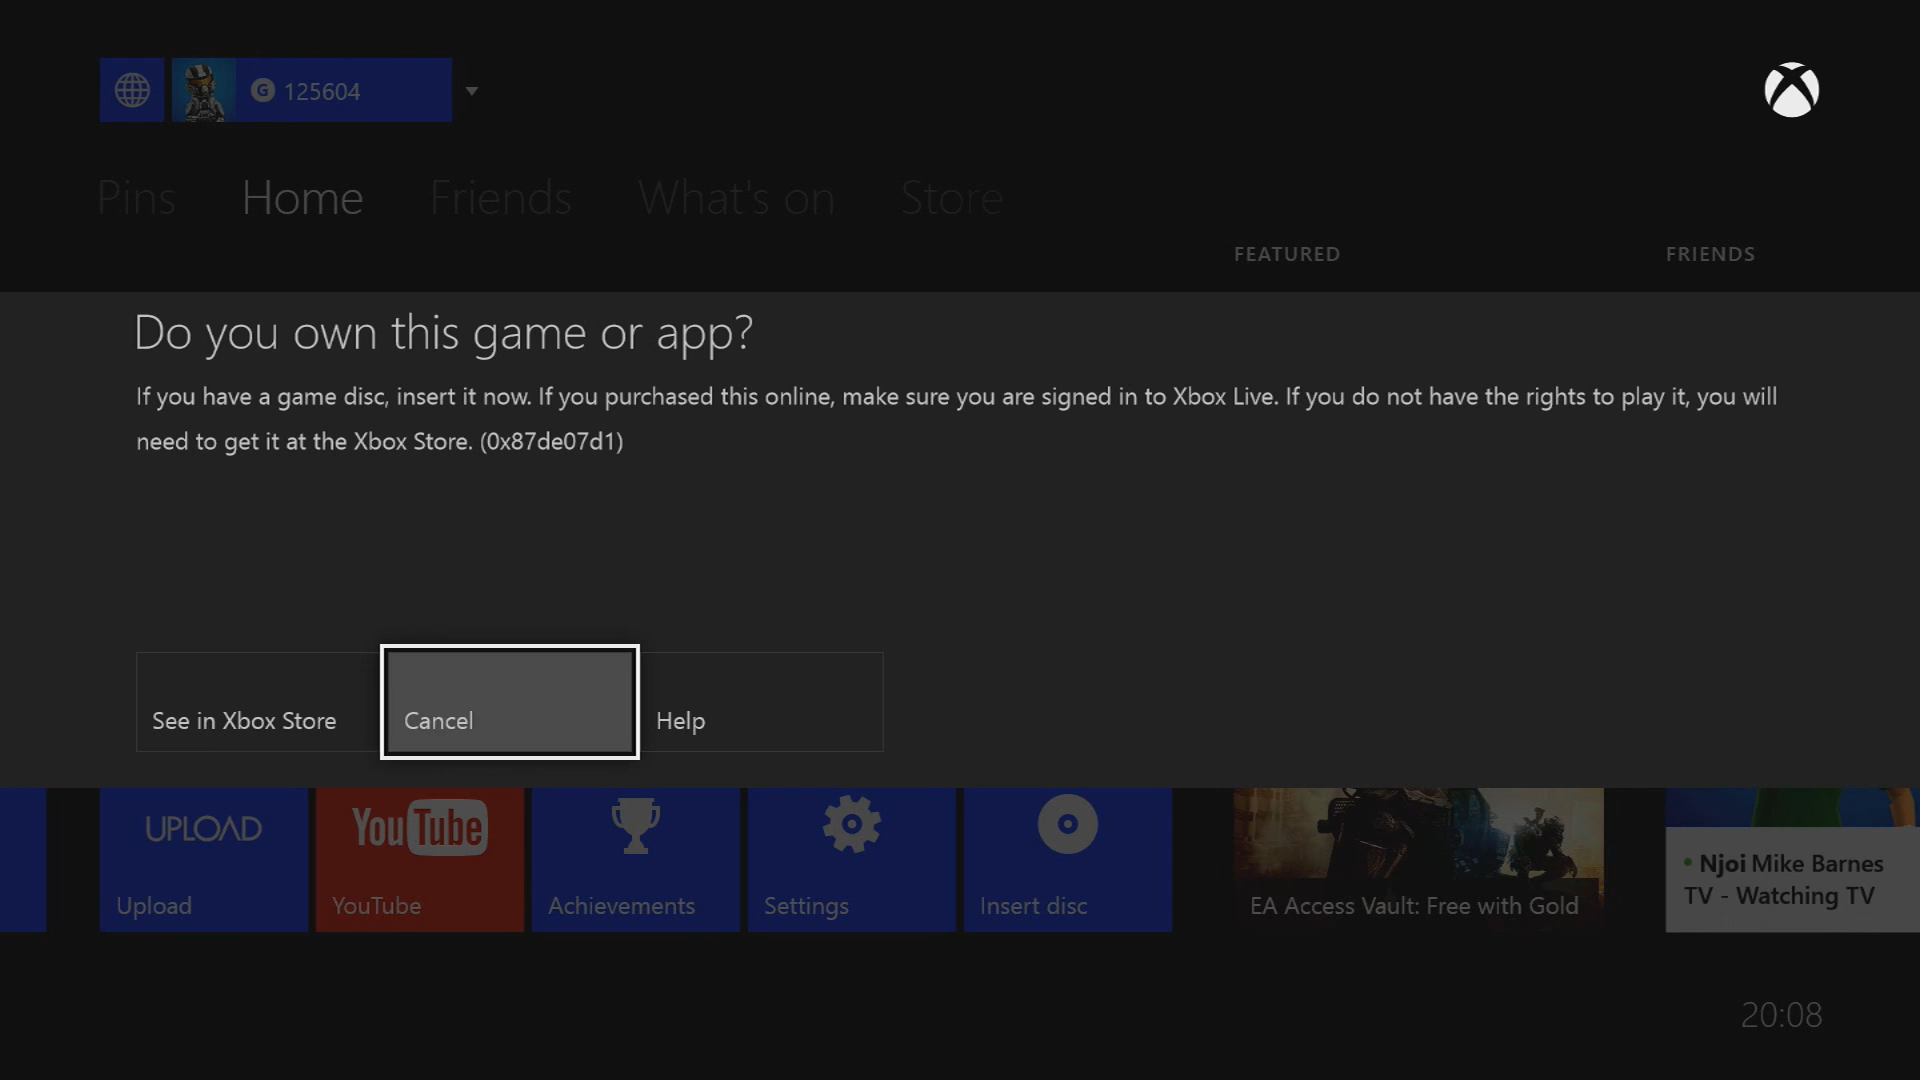 G 125604
Pins Home Friends What's on Store
FEATURED FRIENDS
Do you own this game or app?
If you have a game disc, insert it now. If you purchased this online, make sure you are signed in to Xbox Live. If you do not have the rights to play it, you will
need to get it at the Xbox Store. (0x87de07d1)
See in Xbox Store Cancel Help
UPLOAD
YouTube
Upload YouTube Achievements Settings Insert disc
EA Access Vault: Free with Gold
Njoi Mike Barnes
TV - Watching TV
20:08